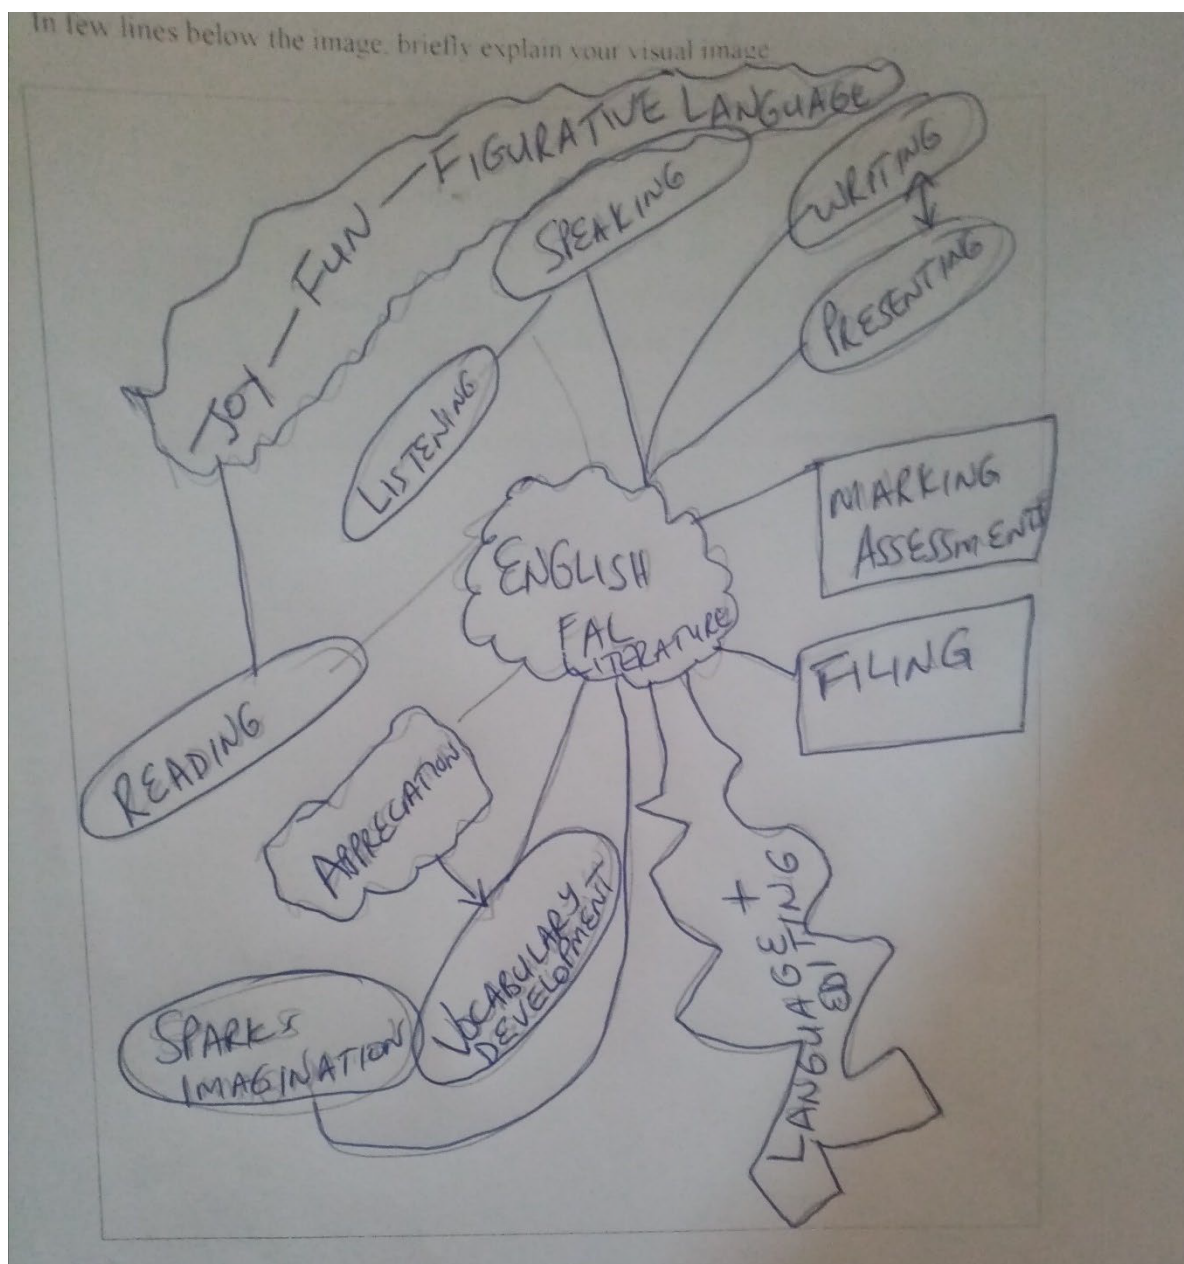 In few lines below the image, briefly explain your visual image
JOY — FUN — FIGURATIVE LANGUAGE
SPEAKING
WRITING
PRESENTING
LISTENING
MARKING
ASSESSMENT
ENGLISH
FAL
LITERATURE
FILING
READING
APPRECIATION
VOCABULARY
DEVELOPMENT
SPARKS
IMAGINATION
LANGUAGE +
EDITING